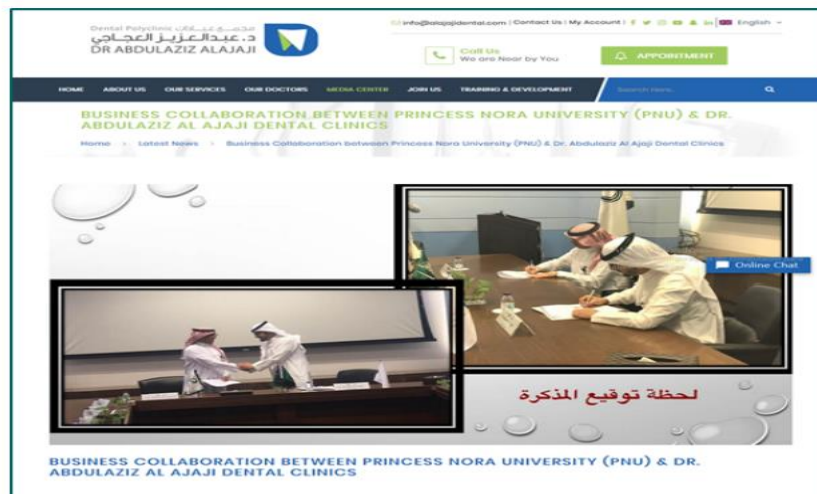 Dental Polyclinic مجمع عيادات
د. عبدالعزيز العجاجي
DR ABDULAZIZ ALAJAJI
info@alajajidental.com | Contact Us | My Account |
English
Call Us
We are Near by You
APPOINTMENT
HOME ABOUT US OUR SERVICES OUR DOCTORS MEDIA CENTER JOIN US TRAINING & DEVELOPMENT Search Here..
BUSINESS COLLABORATION BETWEEN PRINCESS NORA UNIVERSITY (PNU) & DR.
ABDULAZIZ AL AJAJI DENTAL CLINICS
Home > Latest News > Business Collaboration between Princess Nora University (PNU) & Dr. Abdulaziz Al Ajaji Dental Clinics
Online Chat
لحظة توقيع المذكرة
BUSINESS COLLABORATION BETWEEN PRINCESS NORA UNIVERSITY (PNU) & DR.
ABDULAZIZ AL AJAJI DENTAL CLINICS